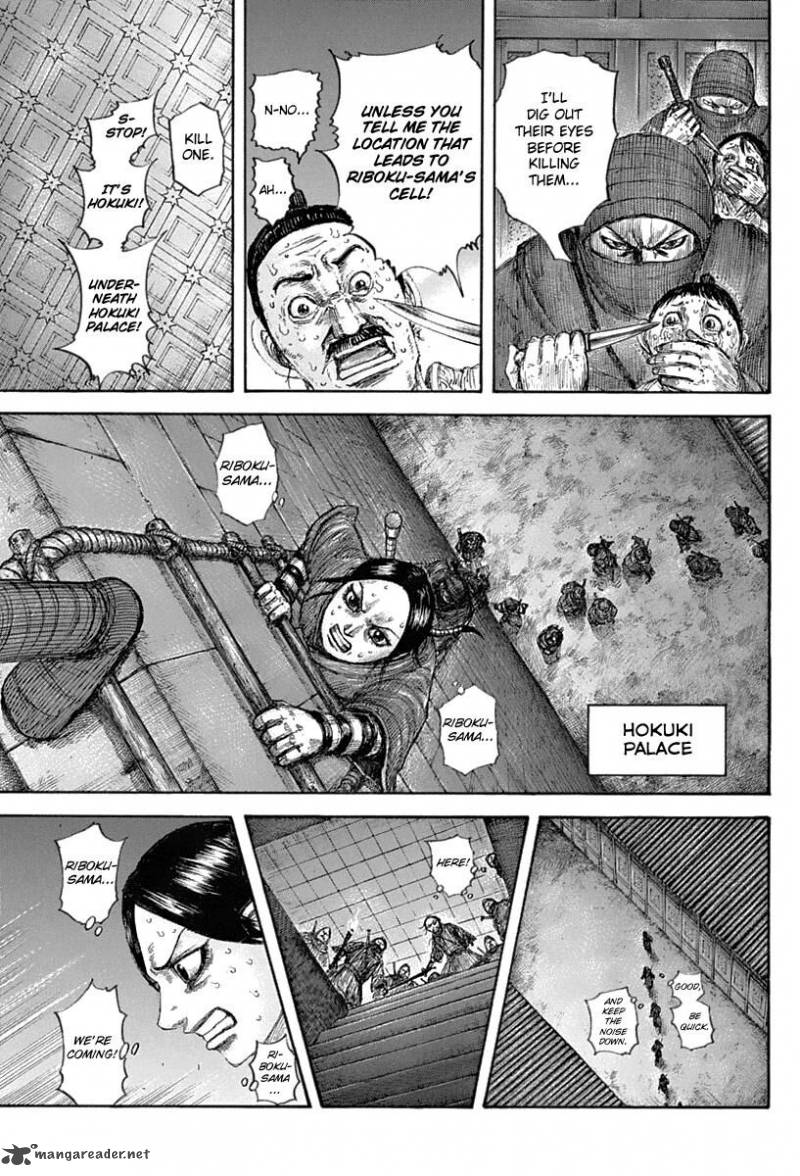 I'LL
DIG OUT
THEIR EYES
BEFORE
KILLING
THEM...
UNLESS YOU
TELL ME THE
LOCATION THAT
LEADS TO
RIBOKU-SAMA'S
CELL!
N-NO...
AH...
KILL
ONE.
S-
STOP!
IT'S
HOKUKI!
UNDER-
NEATH
HOKUKI
PALACE!
HOKUKI
PALACE
RIBOKU-
SAMA...
RIBOKU-
SAMA...
GOOD,
BE
QUICK.
AND
KEEP
THE
NOISE
DOWN.
HERE!
RIBOKU-
SAMA...
RI-
BOKU-
SAMA
...
WE'RE
COMING!
mangareader.net